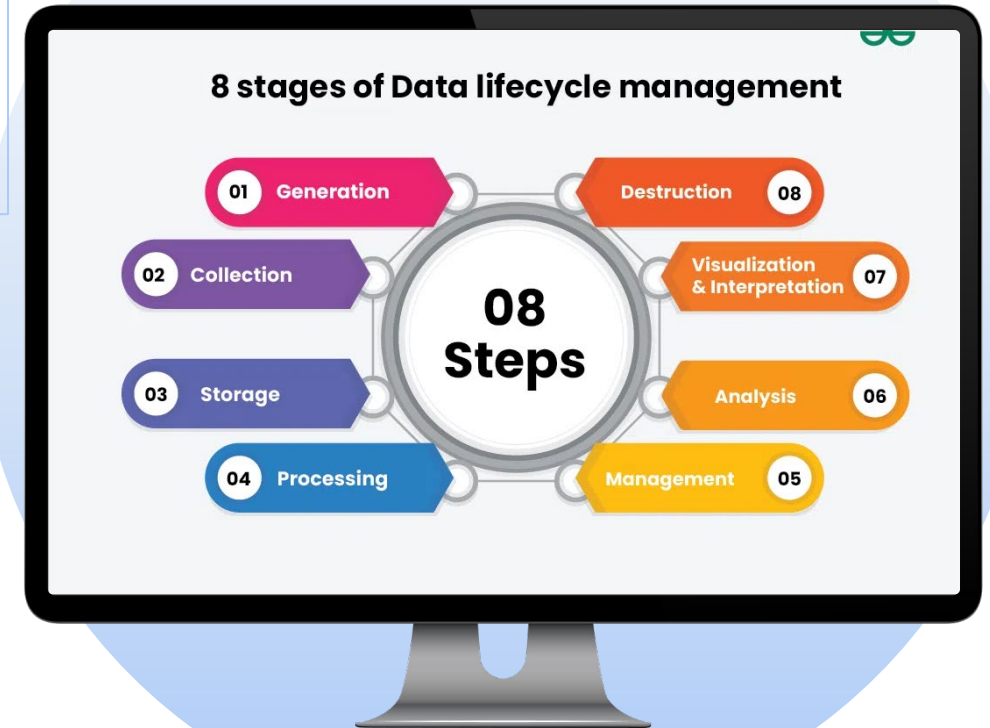 8 stages of Data lifecycle management
01 Generation
02 Collection
03 Storage
04 Processing
08
Steps
Destruction 08
Visualization
& Interpretation 07
Analysis 06
Management 05